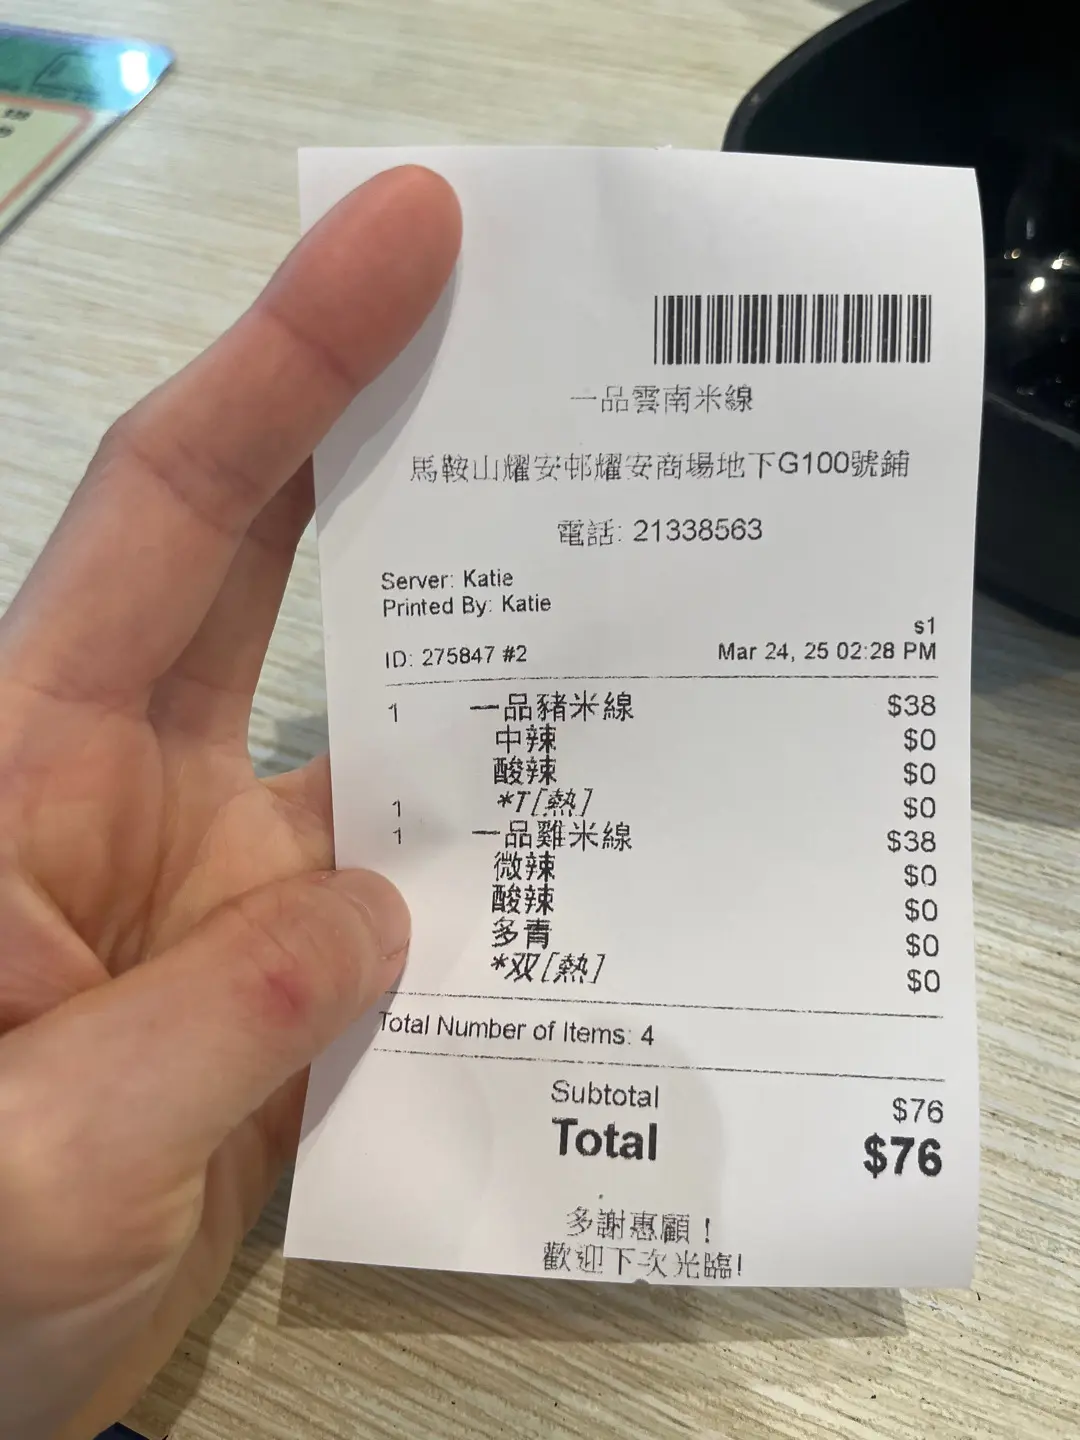 一品雲南米線
馬鞍山耀安邨耀安商場地下G100號鋪
電話: 21338563
Server: Katie
Printed By: Katie
s1
ID: 275847 #2 Mar 24, 25 02:28 PM
1 一品豬米線 $38
中辣 $0
酸辣 $0
1 *T[熱] $0
1 一品雞米線 $38
微辣 $0
酸辣 $0
多青 $0
*双[熱] $0
Total Number of Items: 4
Subtotal $76
Total $76
多謝惠顧！
歡迎下次光臨!